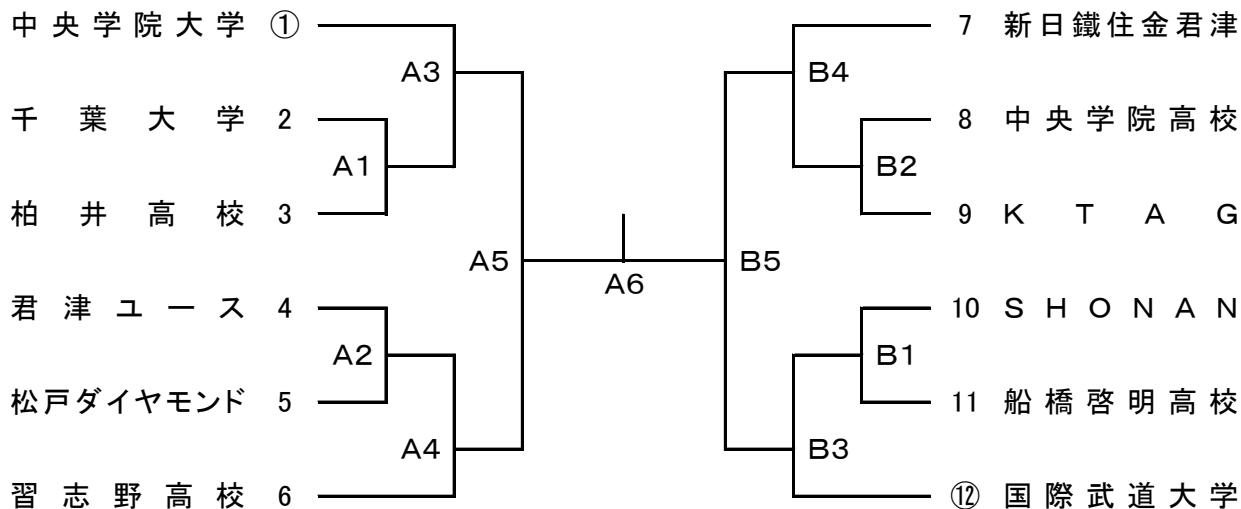 中央学院大学 ①
千葉大学 2
柏井高校 3
君津ユース 4
松戸ダイヤモンド 5
習志野高校 6
A3
A1
A5
A2
A4
A6
B4
B2
B5
B1
B3
7 新日鐵住金君津
8 中央学院高校
9 KTAG
10 SHONAN
11 船橋啓明高校
⑫ 国際武道大学